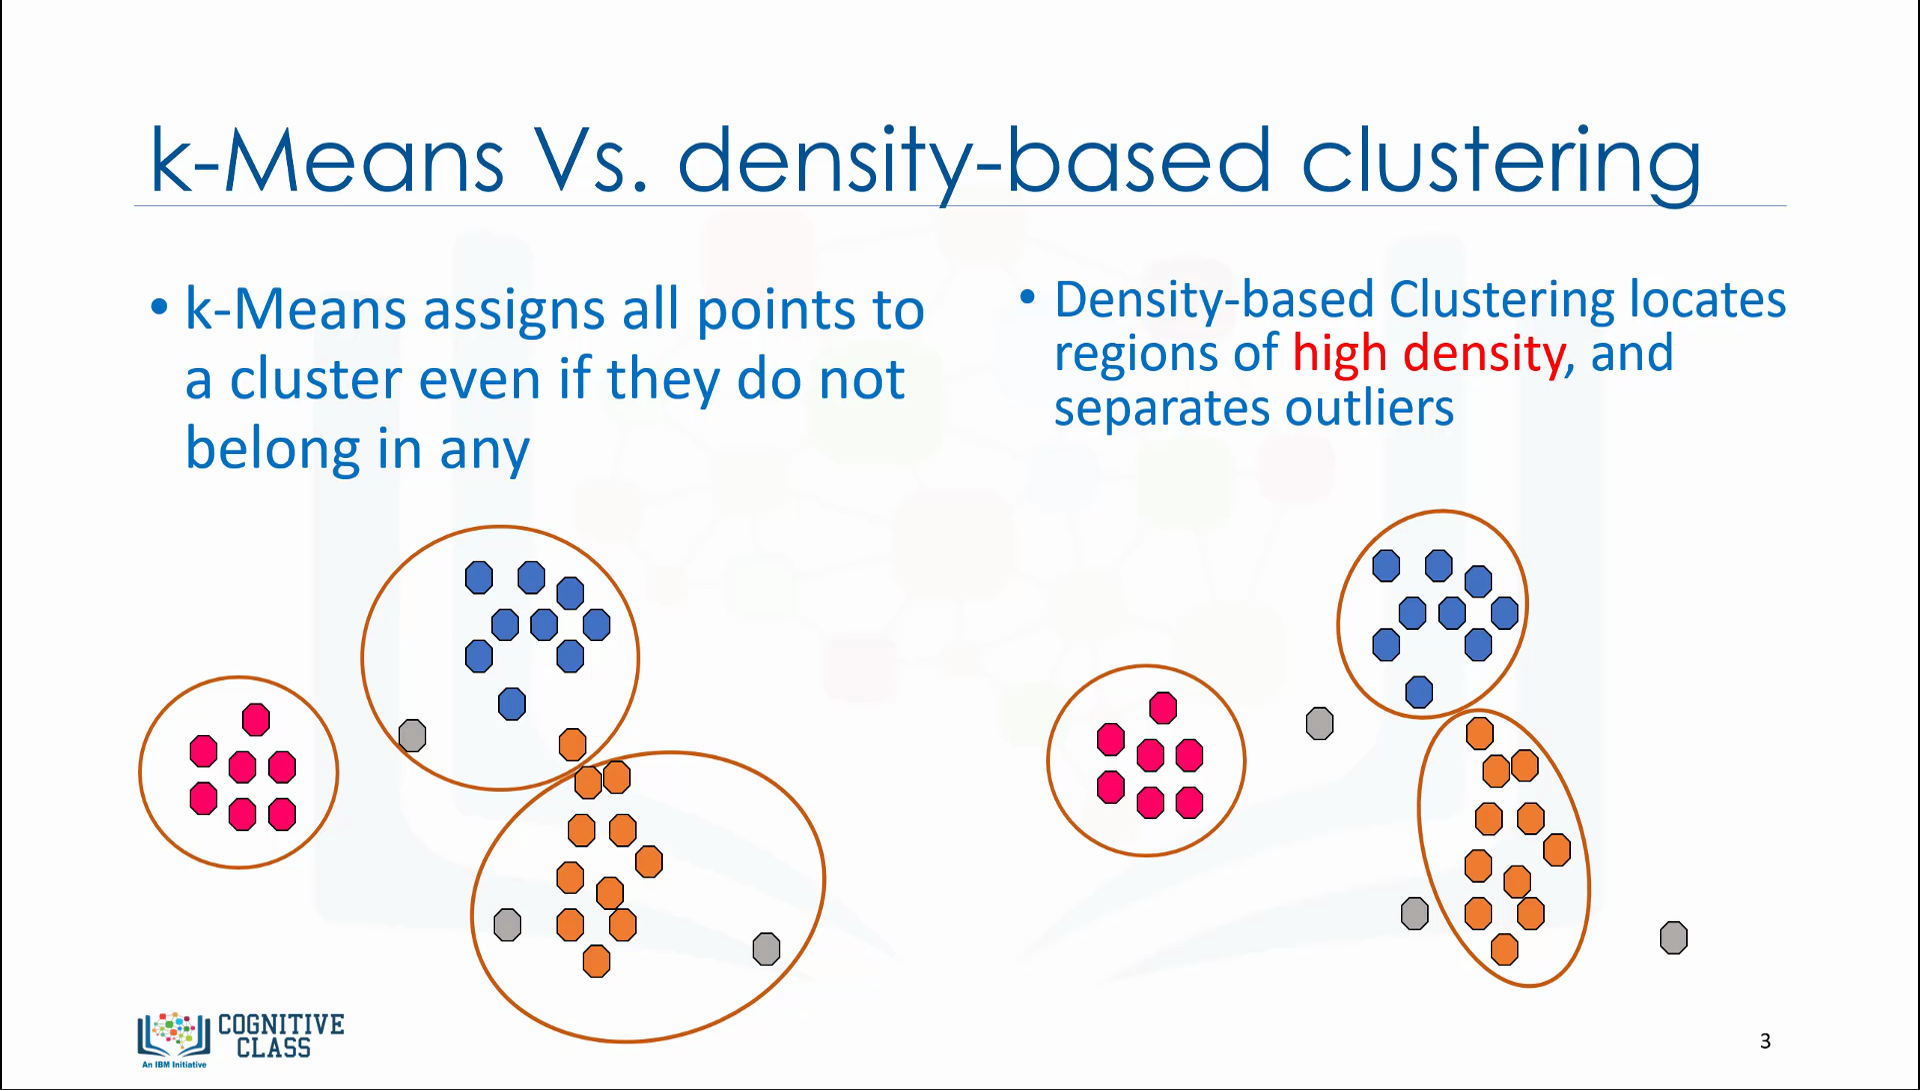 k-Means Vs. density-based clustering
• k-Means assigns all points to
a cluster even if they do not
belong in any
• Density-based Clustering locates
regions of high density, and
separates outliers
COGNITIVE
CLASS
An IBM Initiative
3